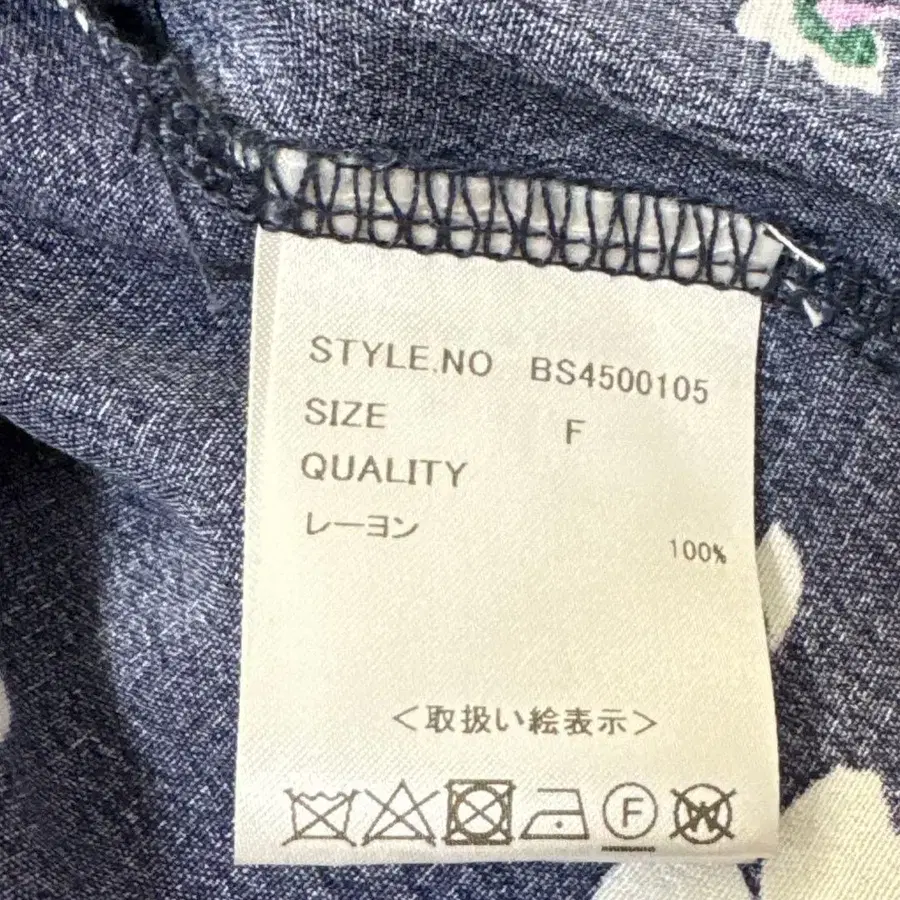 STYLE.NO BS4500105
SIZE F
QUALITY
レーヨン 100%
＜取扱い絵表示＞
F W